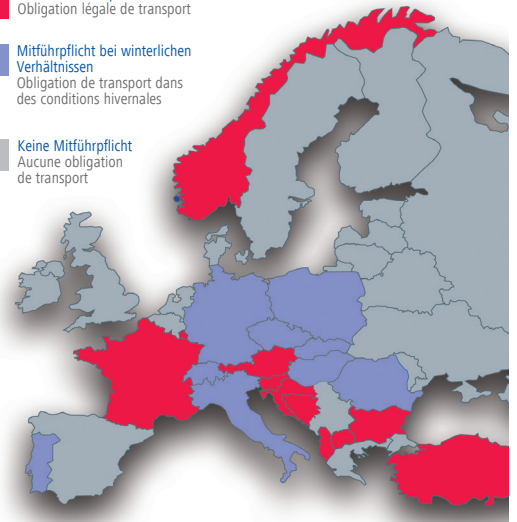 Obligation légale de transport
Mitführpflicht bei winterlichen
Verhältnissen
Obligation de transport dans
des conditions hivernales
Keine Mitführpflicht
Aucune obligation
de transport